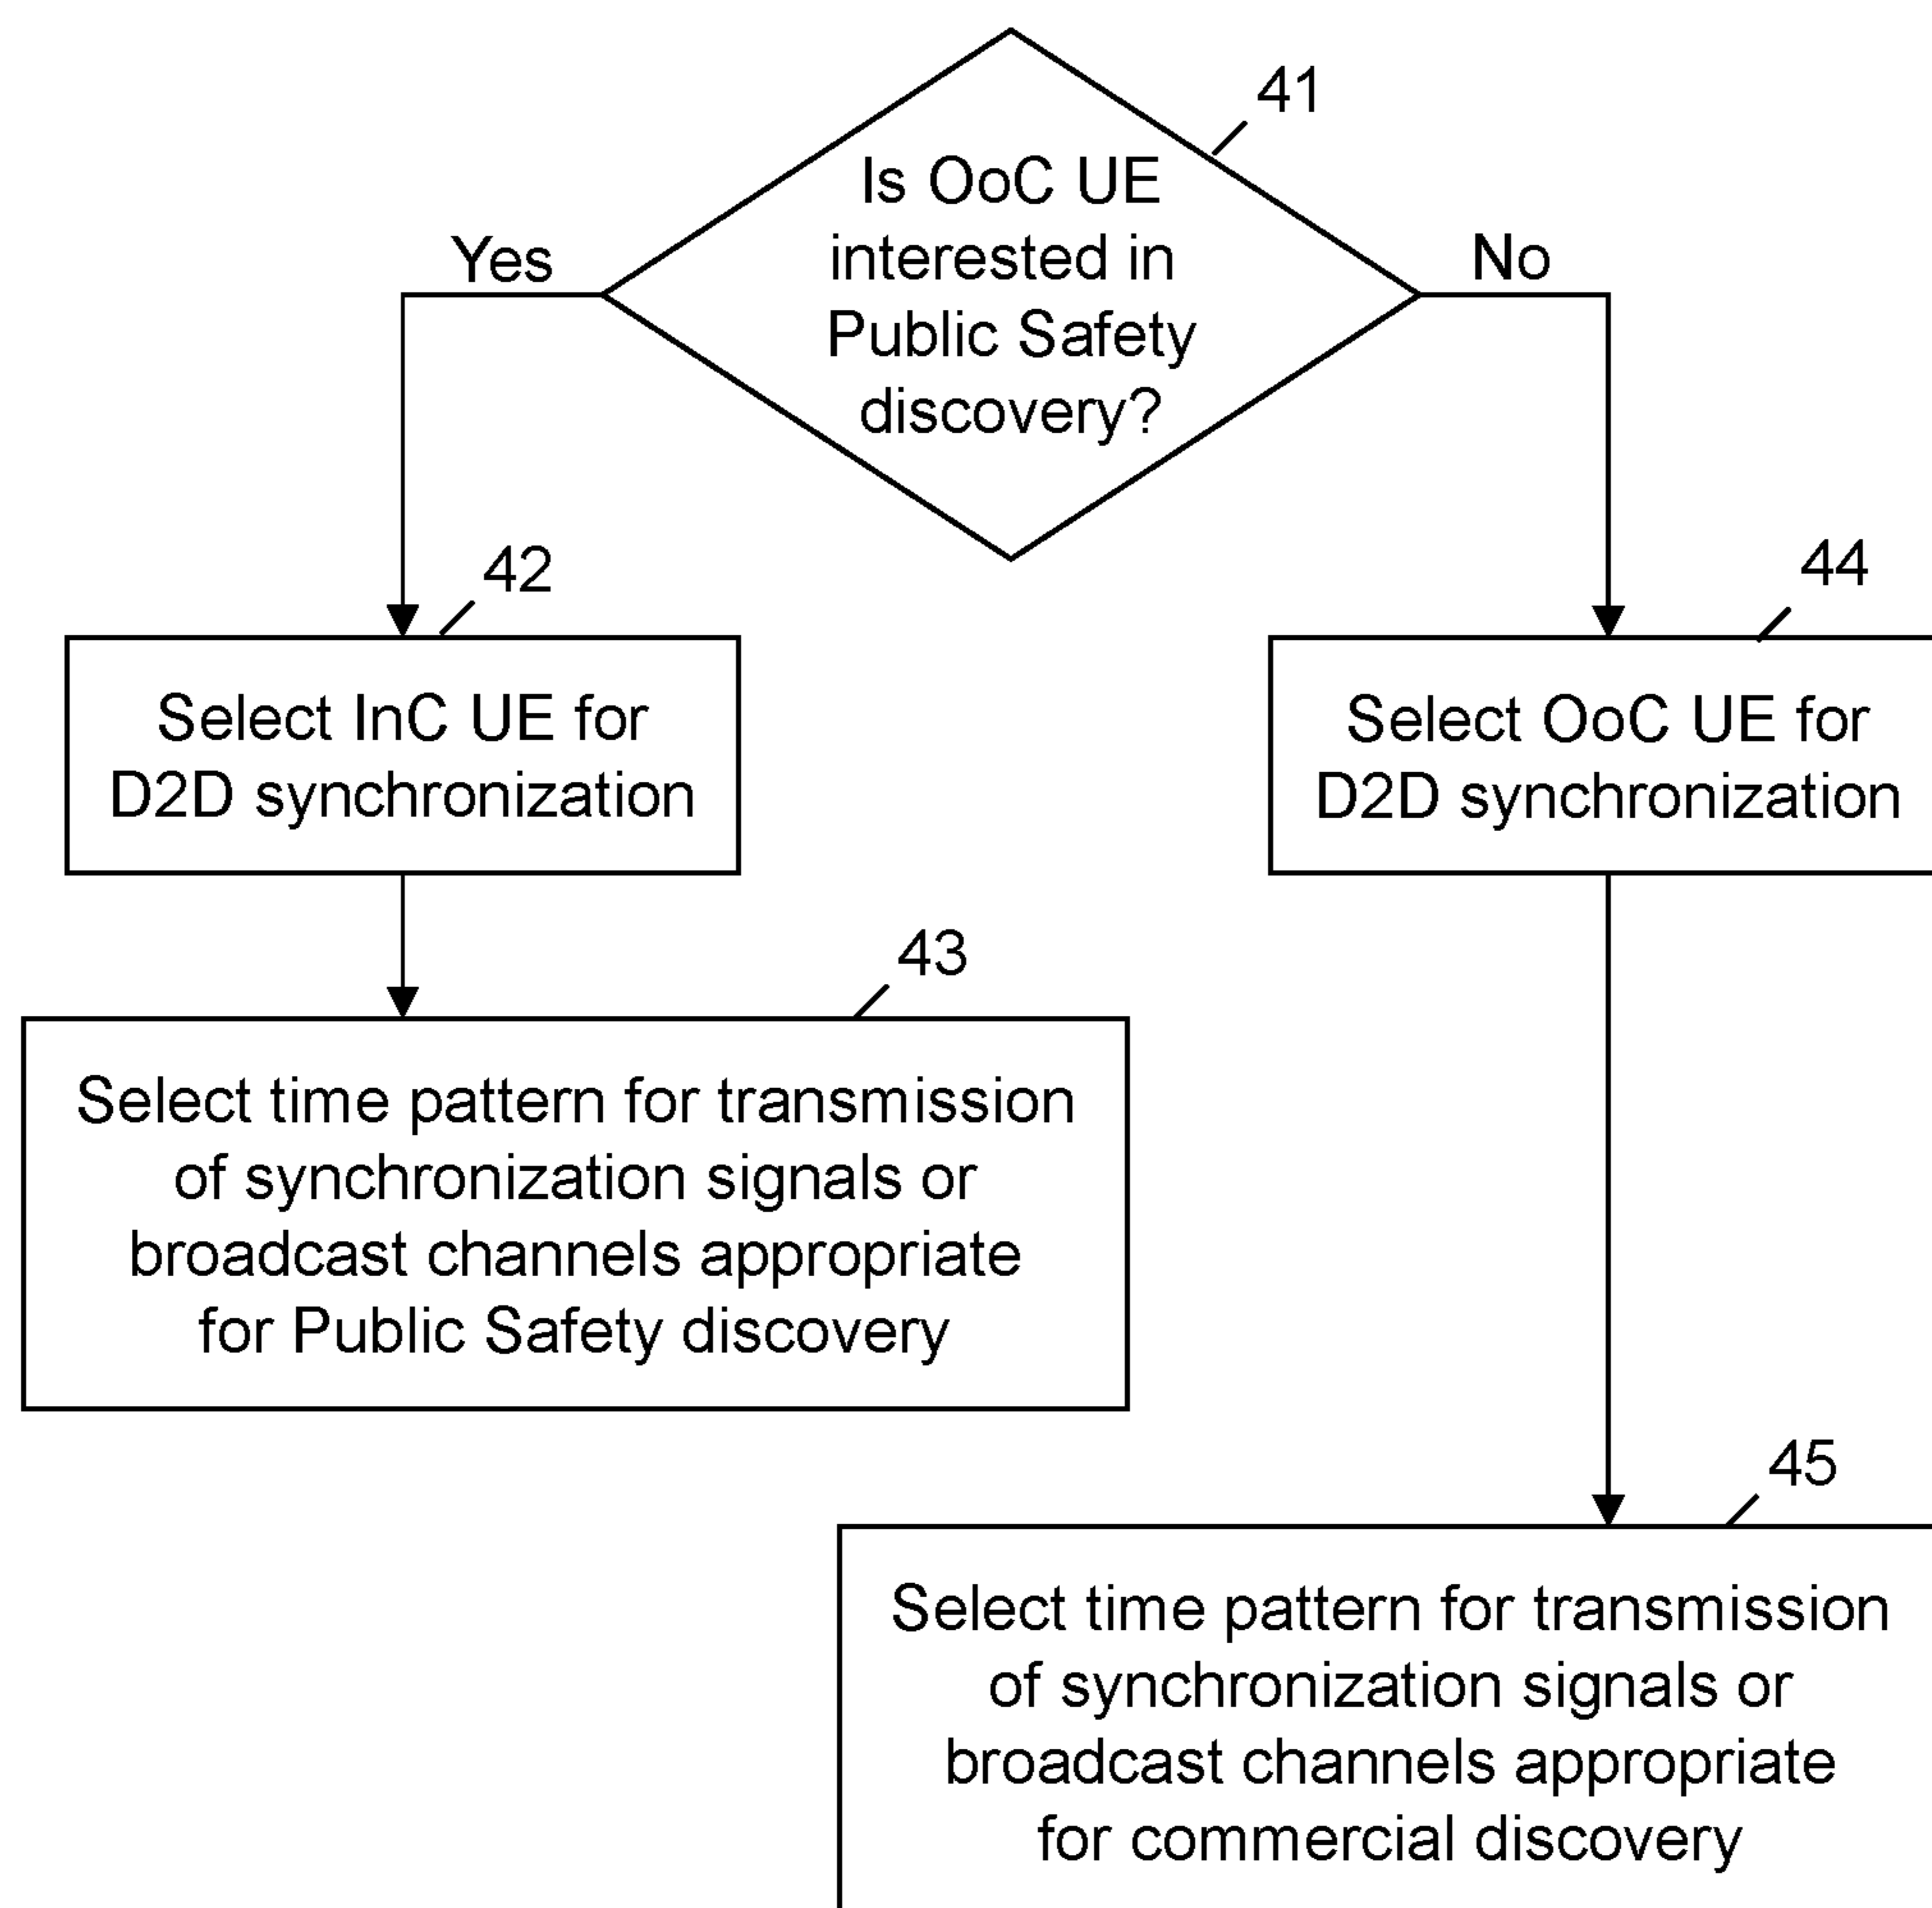 41
Is OoC UE
interested in
Public Safety
discovery?
Yes
No
42
Select InC UE for
D2D synchronization
44
Select OoC UE for
D2D synchronization
43
Select time pattern for transmission
of synchronization signals or
broadcast channels appropriate
for Public Safety discovery
45
Select time pattern for transmission
of synchronization signals or
broadcast channels appropriate
for commercial discovery